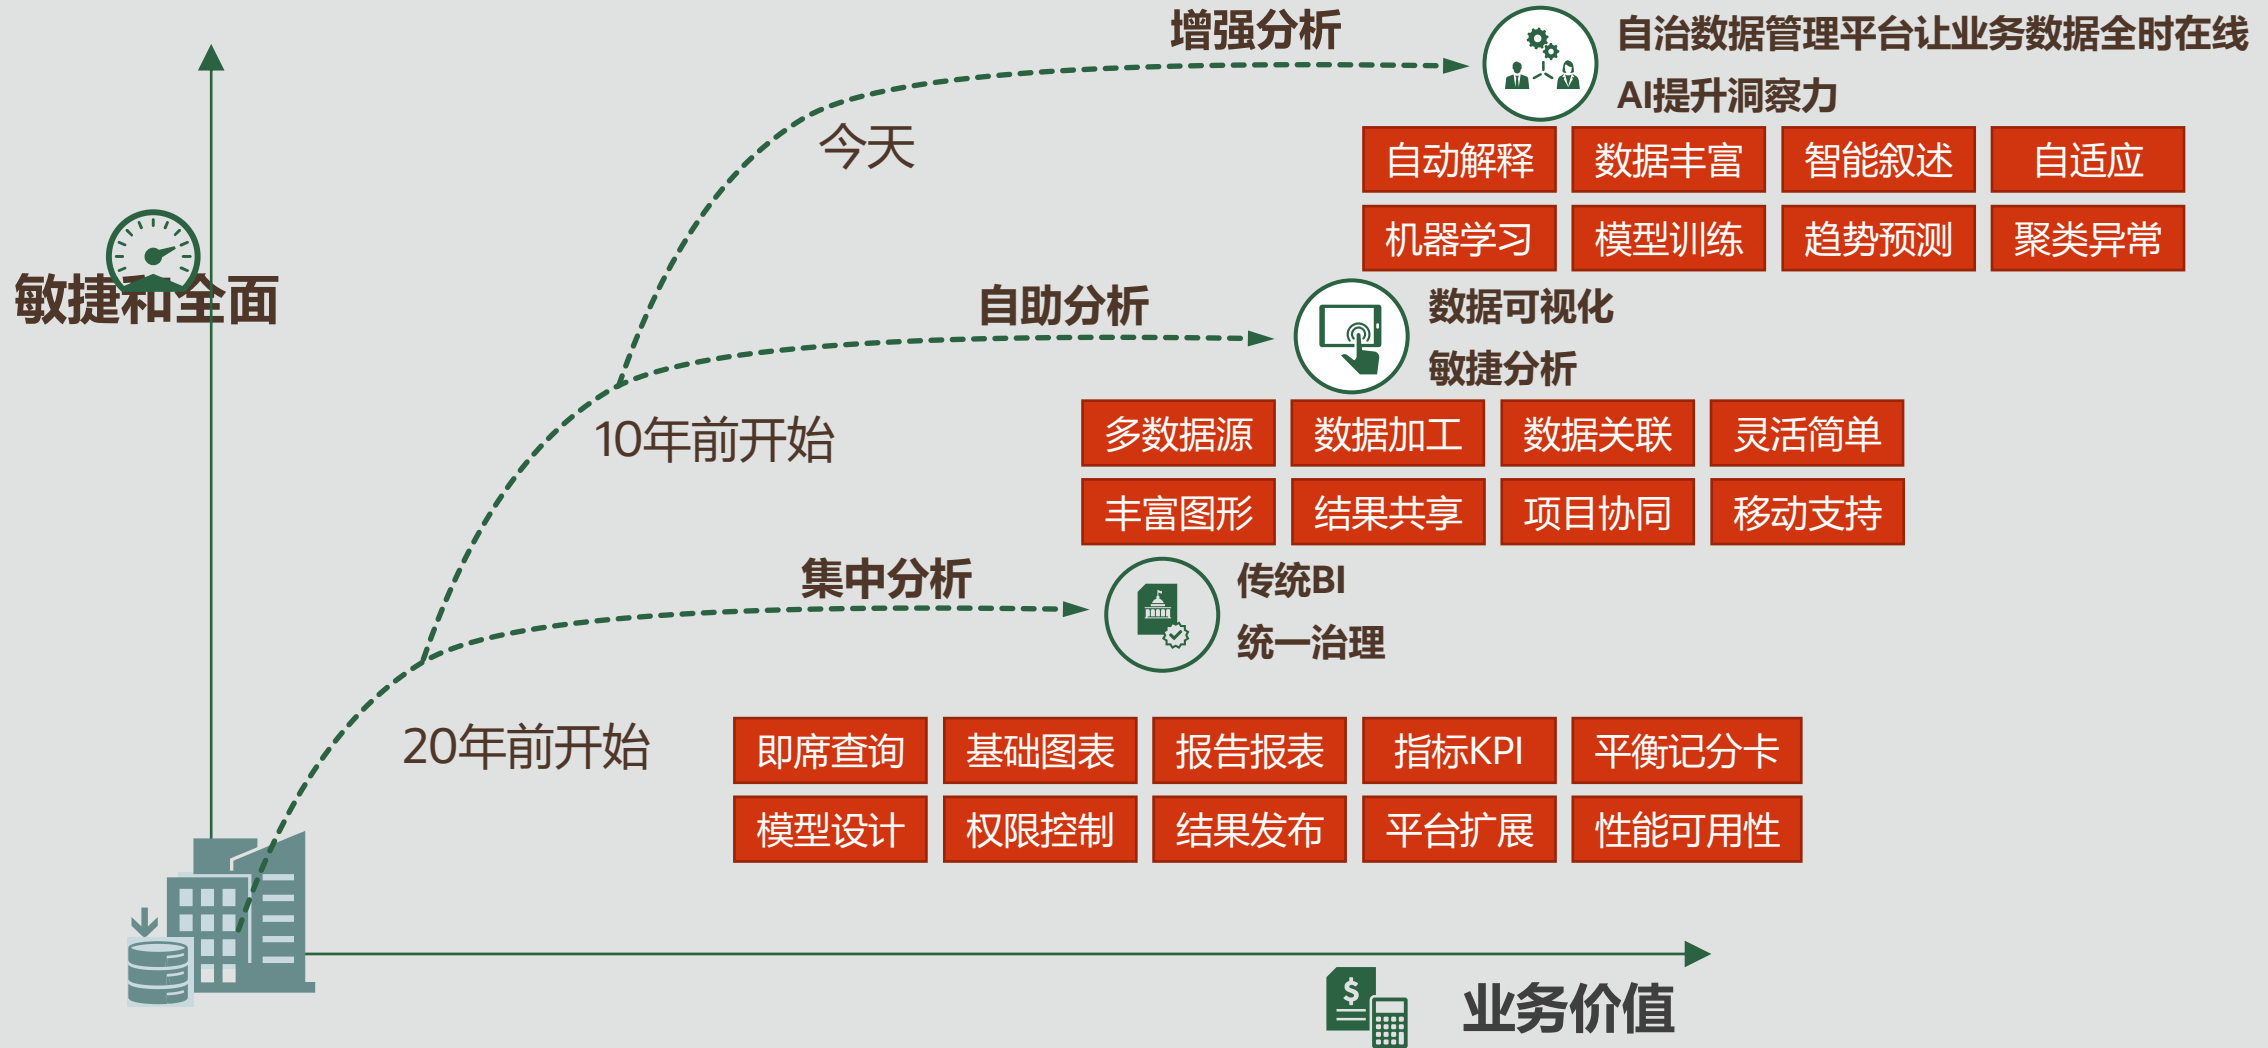 增强分析
自治数据管理平台让业务数据全时在线
AI提升洞察力
今天
自动解释 数据丰富 智能叙述 自适应
机器学习 模型训练 趋势预测 聚类异常
敏捷和全面
自助分析
数据可视化
敏捷分析
10年前开始
多数据源 数据加工 数据关联 灵活简单
丰富图形 结果共享 项目协同 移动支持
集中分析
传统BI
统一治理
20年前开始
即席查询 基础图表 报告报表 指标KPI 平衡记分卡
模型设计 权限控制 结果发布 平台扩展 性能可用性
$
业务价值